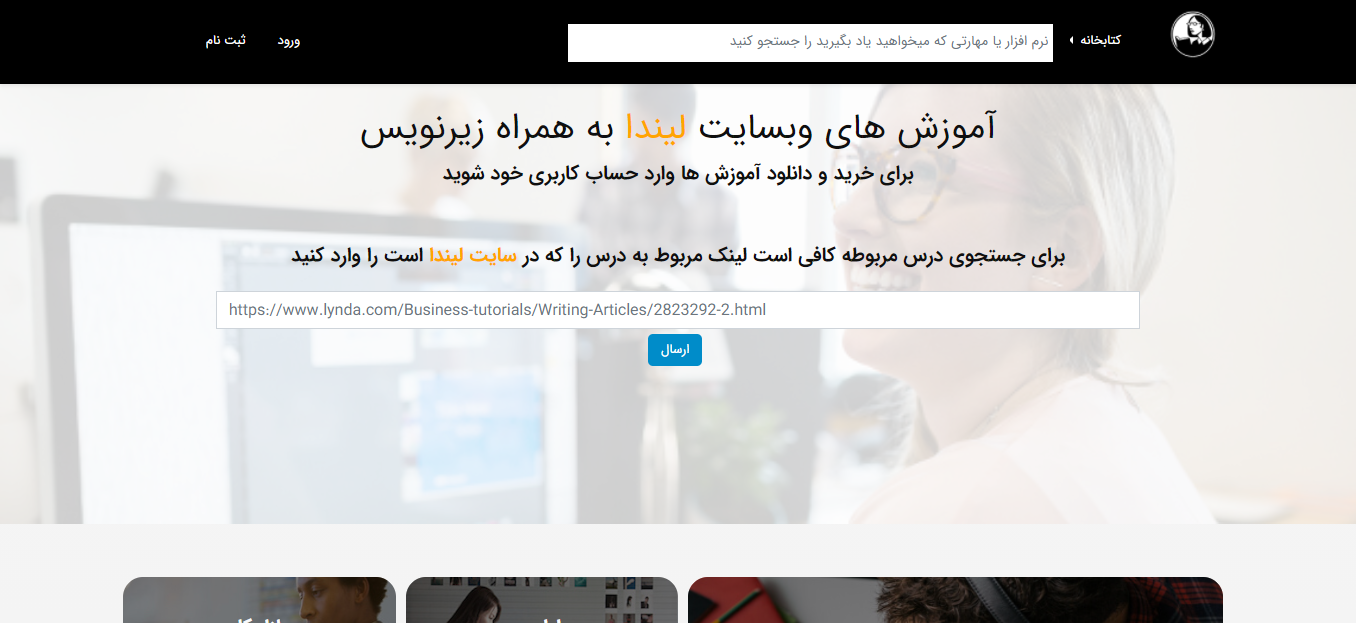 کتابخانه
نرم افزار یا مهارتی که میخواهید یاد بگیرید را جستجو کنید
ورود
ثبت نام
آموزش های وبسایت لیندا به همراه زیرنویس
برای خرید و دانلود آموزش ها وارد حساب کاربری خود شوید
برای جستجوی درس مربوطه کافی است لینک مربوط به درس را که در سایت لیندا است را وارد کنید
https://www.lynda.com/Business-tutorials/Writing-Articles/2823292-2.html
ارسال